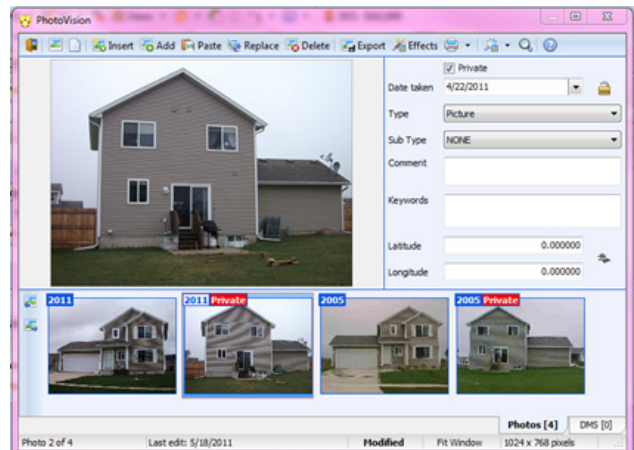 PhotoVision
Insert Add Paste Replace Delete Export Effects
Private
Date taken 4/22/2011
Type Picture
Sub Type NONE
Comment
Keywords
Latitude 0.000000
Longitude 0.000000
2011 2011 Private 2005 2005 Private
Photos [4] DMS [0]
Photo 2 of 4 Last edit: 5/18/2011 Modified Fit Window 1024 x 768 pixels